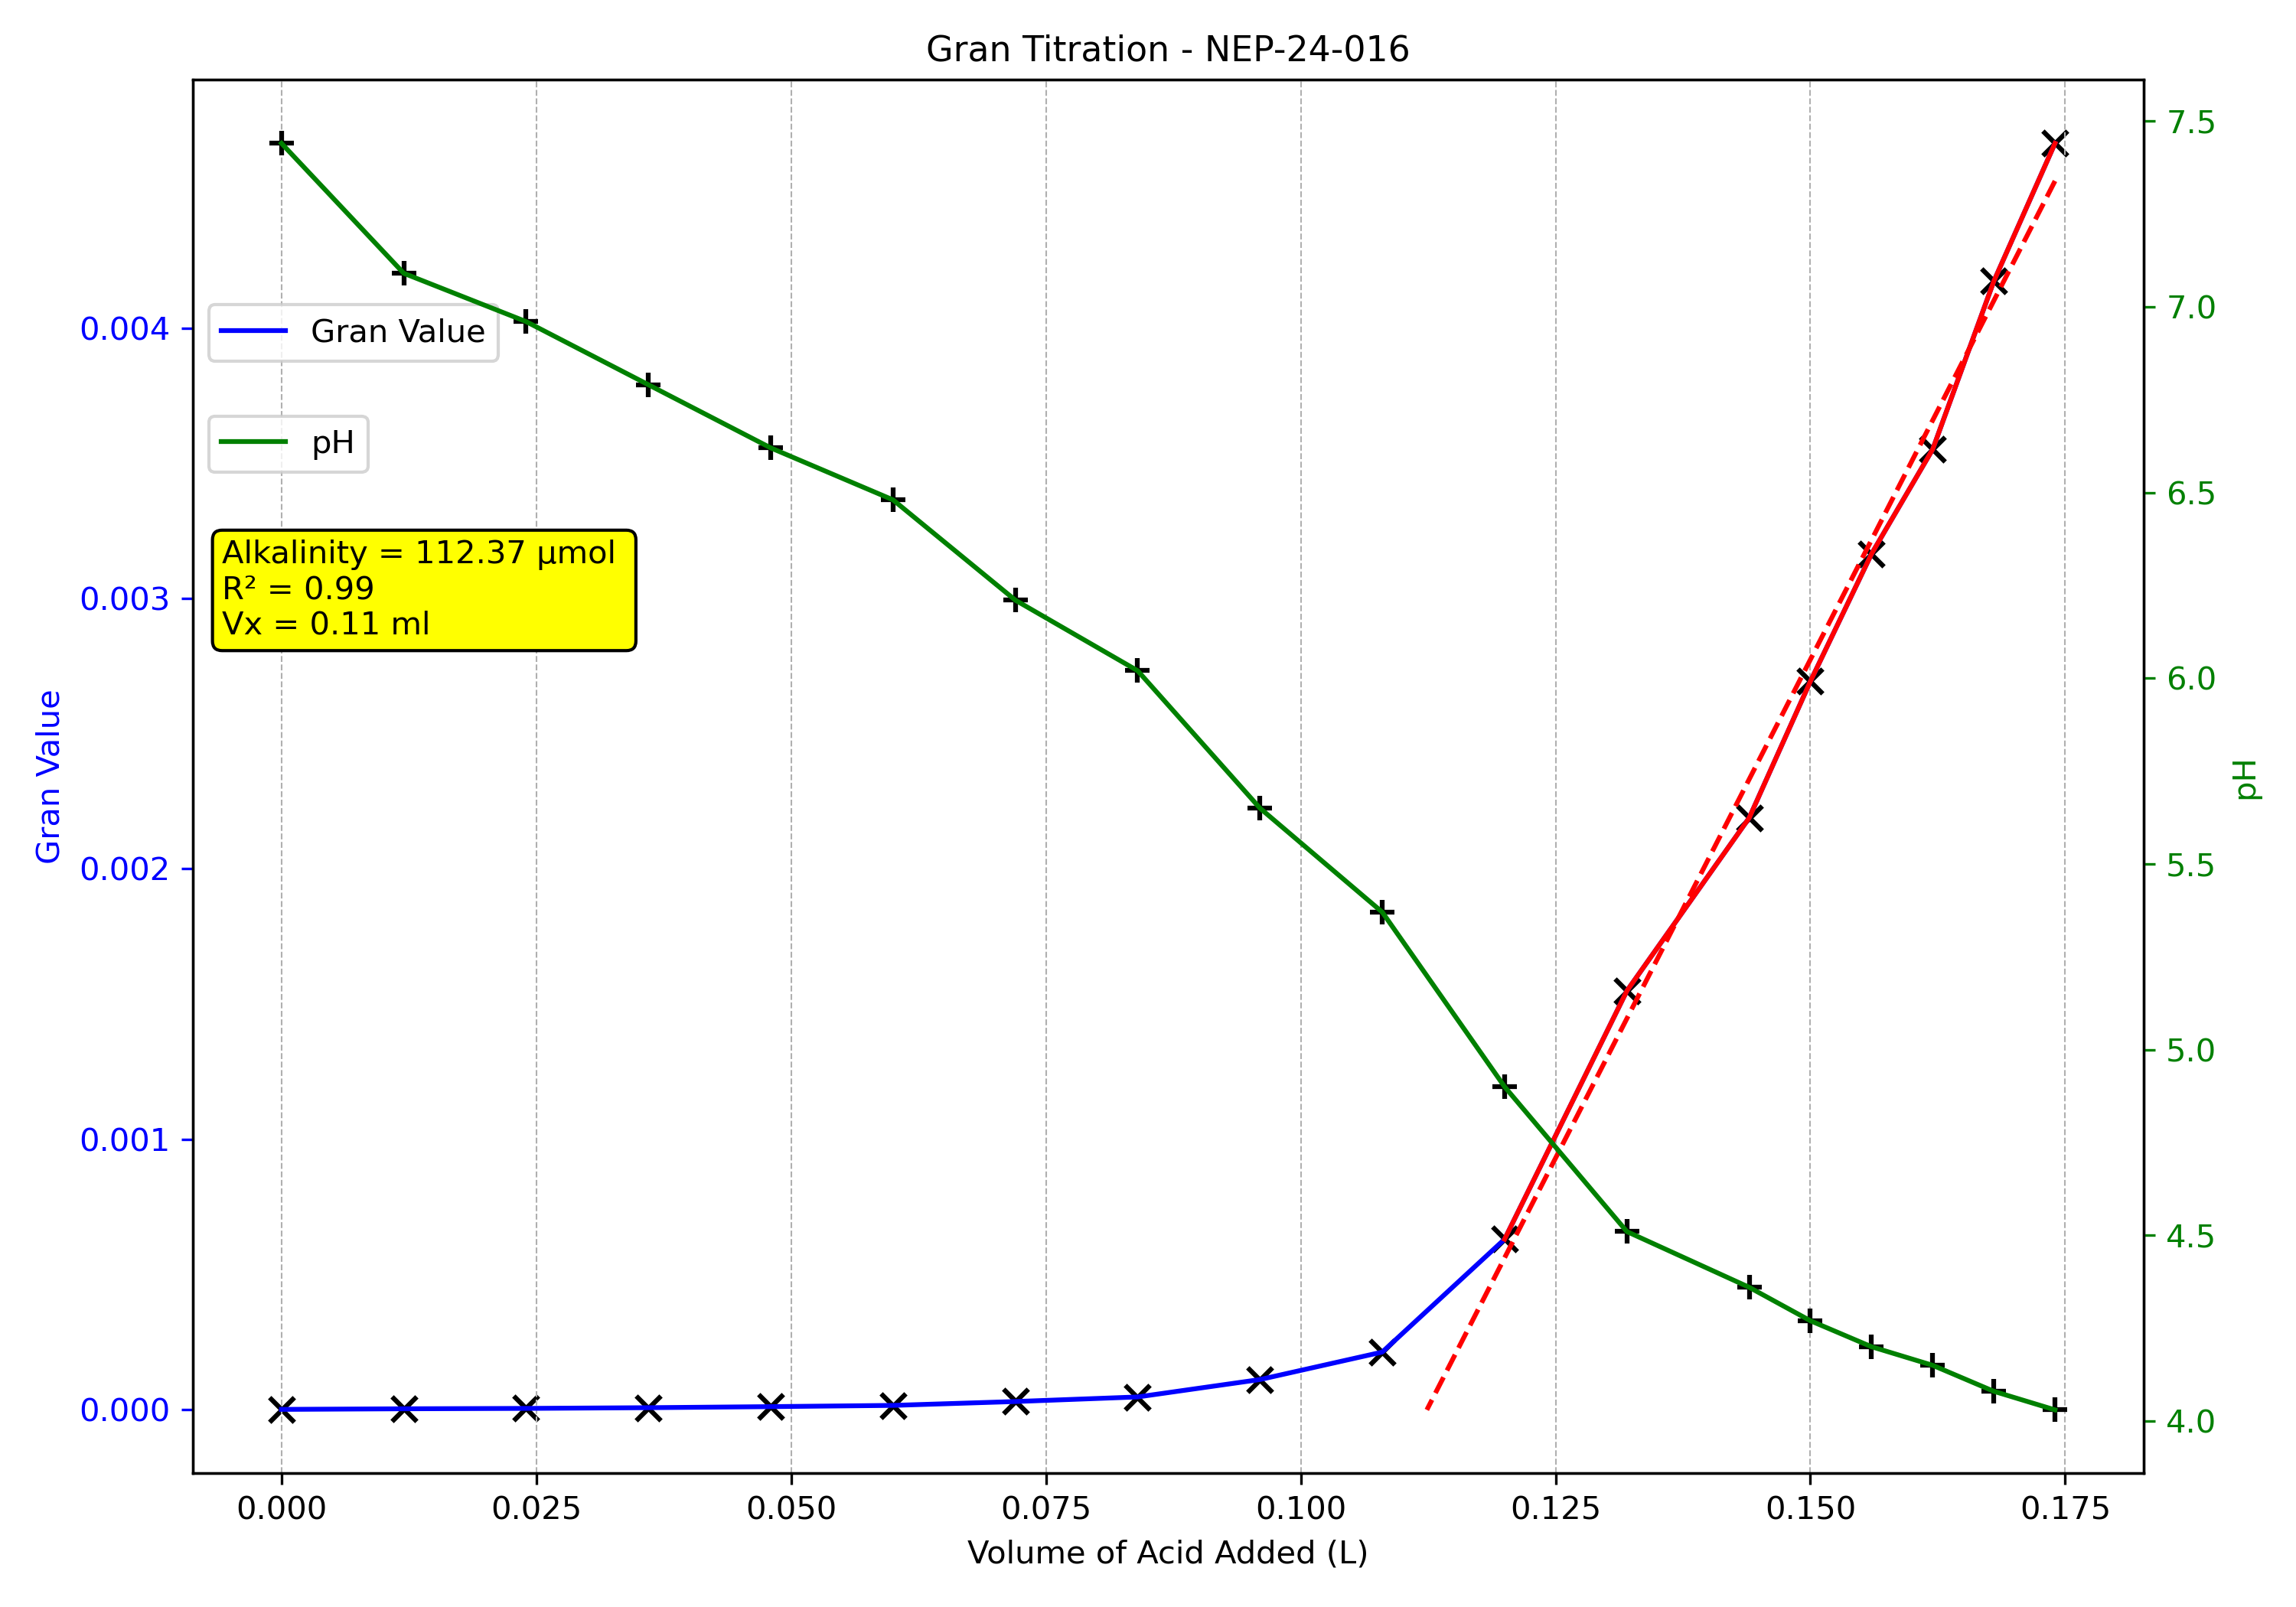 Gran Titration - NEP-24-016
Gran Value
pH
Alkalinity = 112.37 µmol
R² = 0.99
Vx = 0.11 ml
0.004
0.003
0.002
0.001
0.000
Gran Value
7.5
7.0
6.5
6.0
5.5
5.0
4.5
4.0
pH
0.000 0.025 0.050 0.075 0.100 0.125 0.150 0.175
Volume of Acid Added (L)